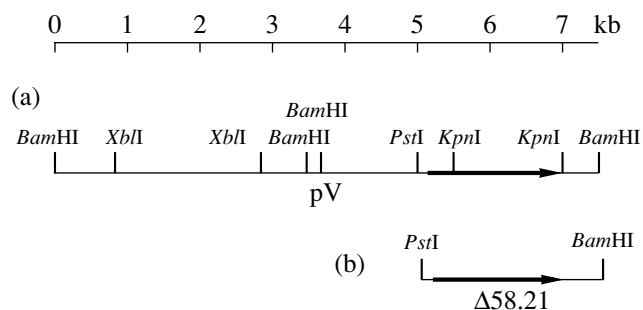 0 1 2 3 4 5 6 7 kb
(a)
BamHI
BamHI XblI XblI BamHI PstI KpnI KpnI BamHI
pV
PstI BamHI
(b)
Δ58.21